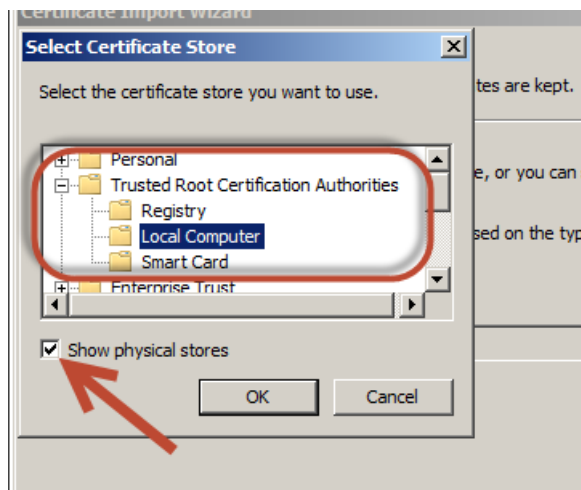 Certificate Import Wizard
Select Certificate Store
Select the certificate store you want to use.
tes are kept.
Personal
e, or you can
Trusted Root Certification Authorities
Registry
Local Computer
sed on the typ
Smart Card
Enterprise Trust
Show physical stores
OK
Cancel